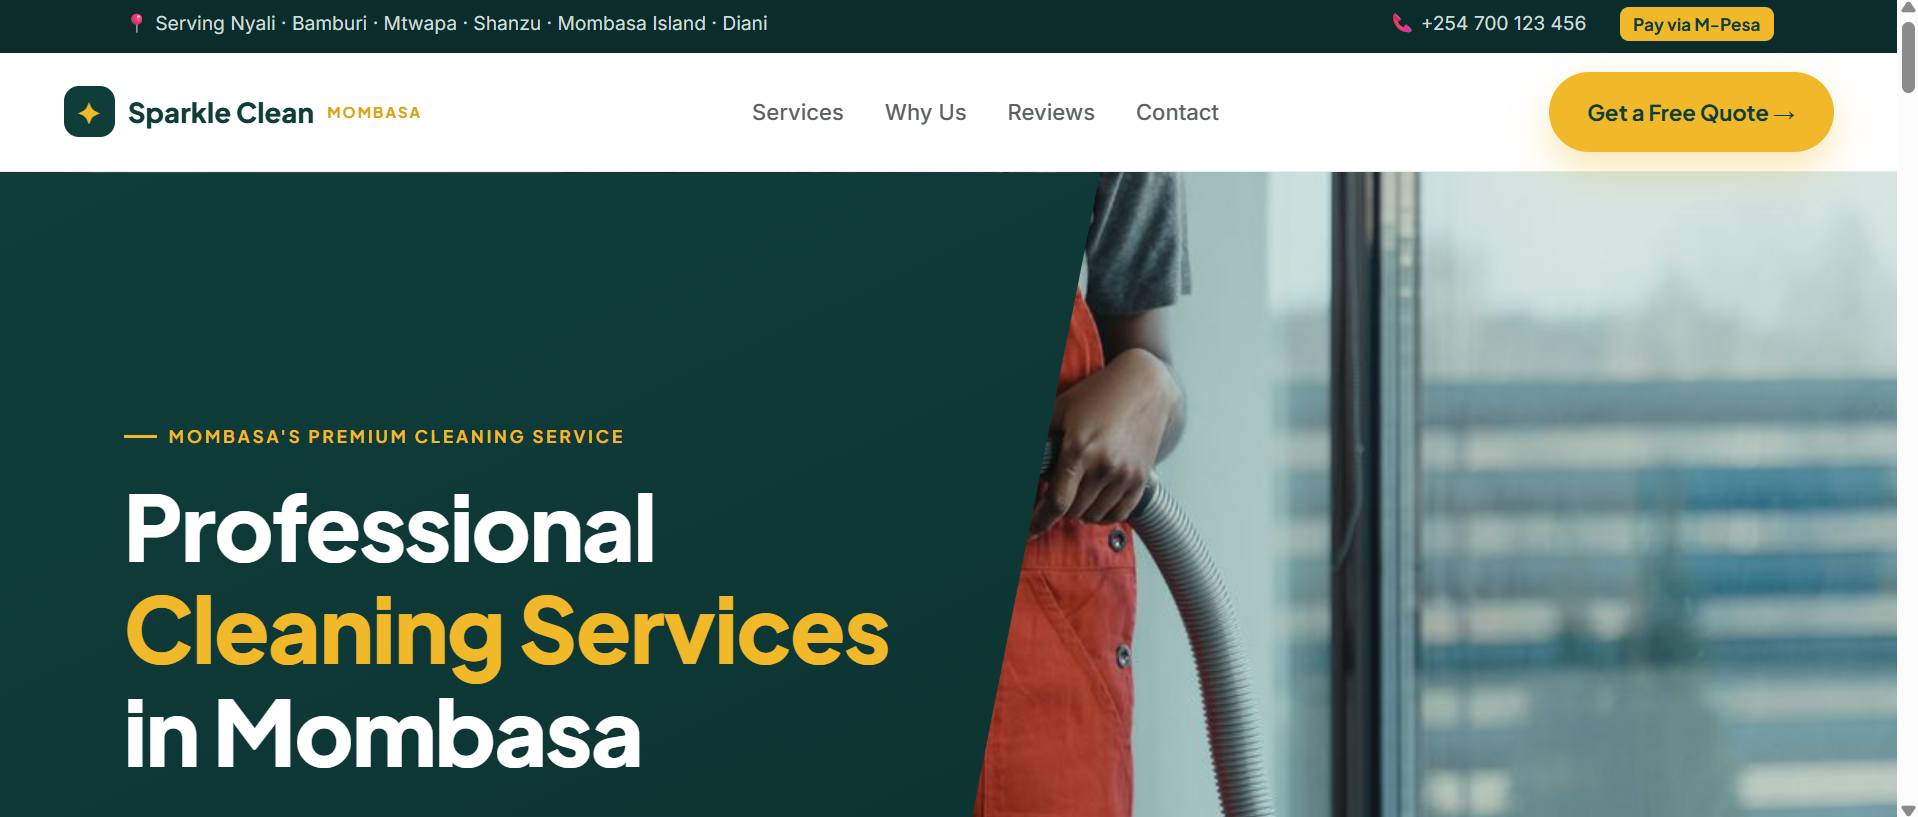 📍 Serving Nyali · Bamburi · Mtwapa · Shanzu · Mombasa Island · Diani
📞 +254 700 123 456
Pay via M-Pesa
Sparkle Clean MOMBASA
Services
Why Us
Reviews
Contact
Get a Free Quote →
MOMBASA'S PREMIUM CLEANING SERVICE
Professional
Cleaning Services
in Mombasa